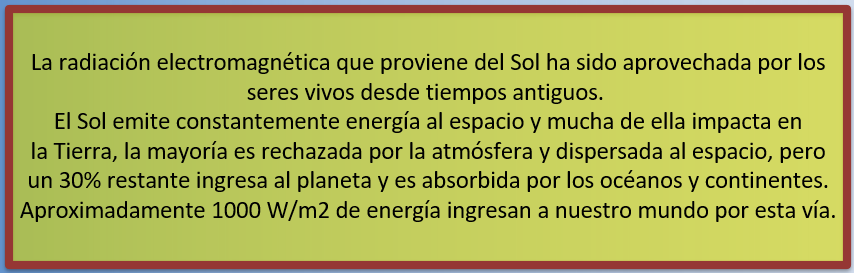 La radiación electromagnética que proviene del Sol ha sido aprovechada por los
seres vivos desde tiempos antiguos.
El Sol emite constantemente energía al espacio y mucha de ella impacta en
la Tierra, la mayoría es rechazada por la atmósfera y dispersada al espacio, pero
un 30% restante ingresa al planeta y es absorbida por los océanos y continentes.
Aproximadamente 1000 W/m2 de energía ingresan a nuestro mundo por esta vía.